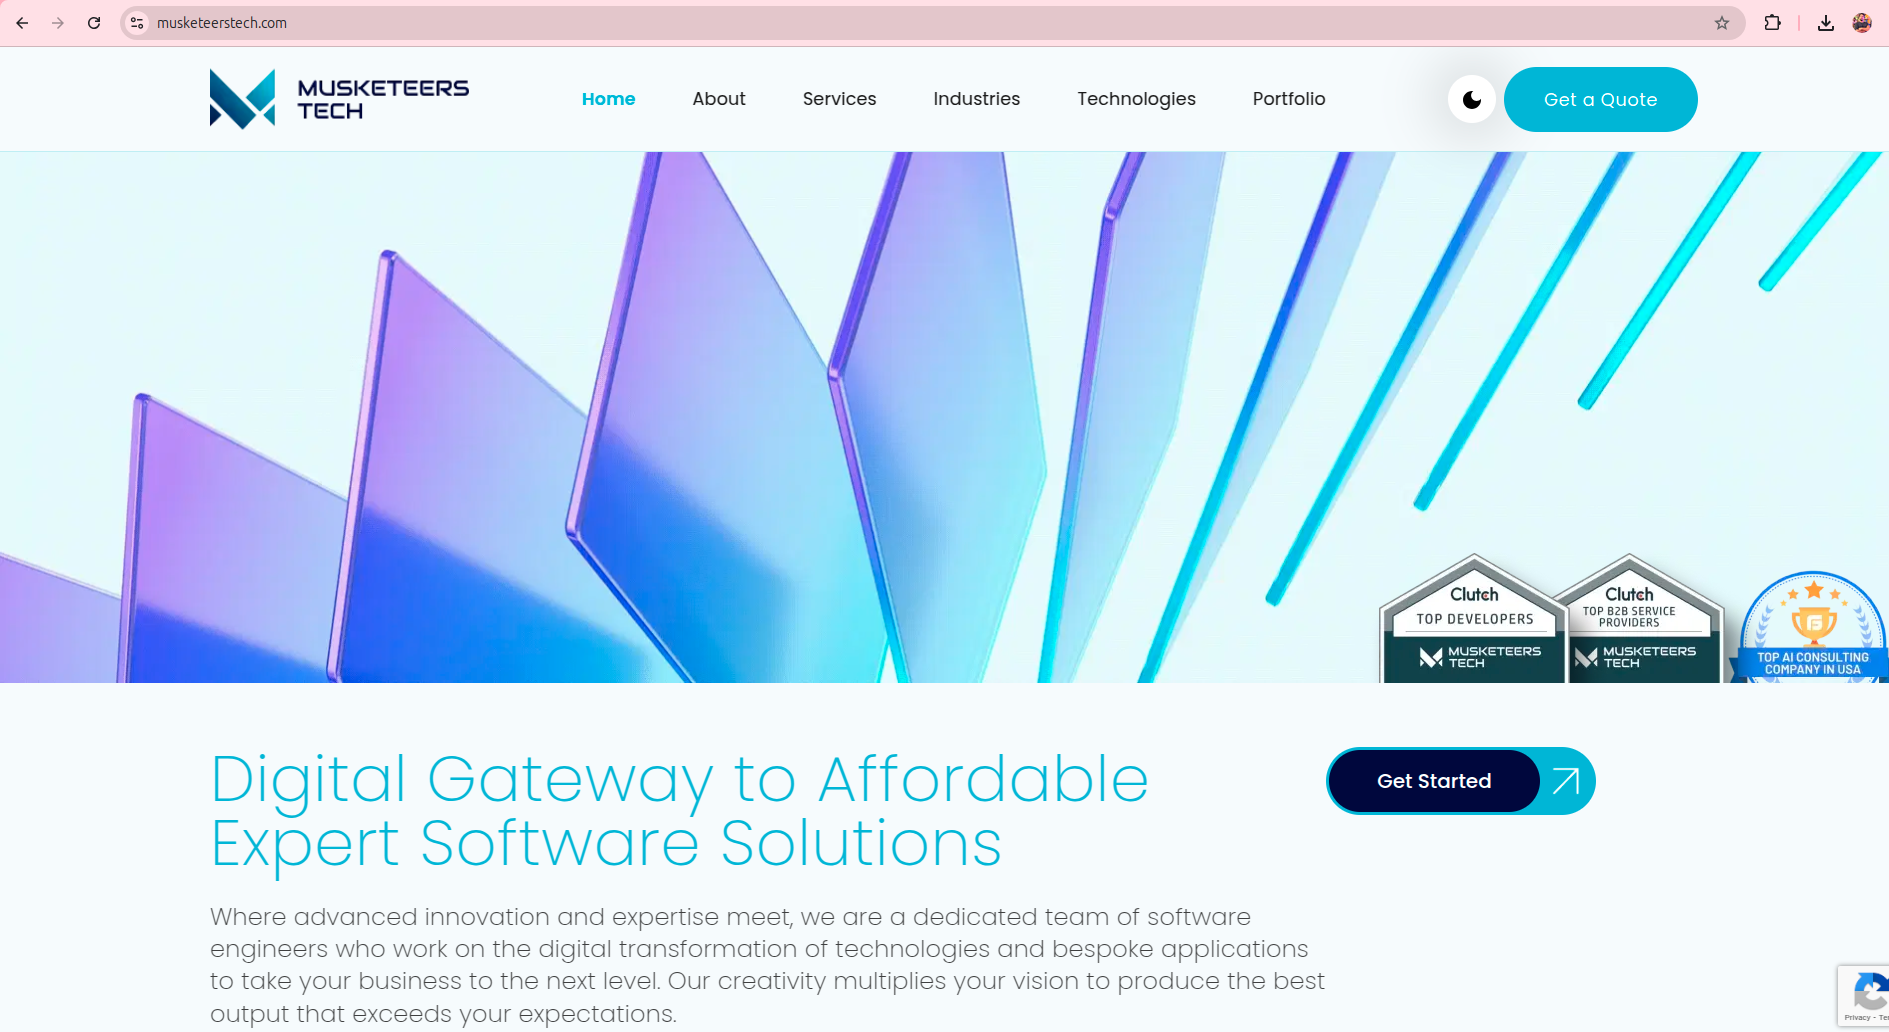 musketeerstech.com
MUSKETEERS
TECH
Home
About
Services
Industries
Technologies
Portfolio
Get a Quote
Clutch
TOP DEVELOPERS
MUSKETEERS
TECH
Clutch
TOP B2B SERVICE
PROVIDERS
MUSKETEERS
TECH
TOP AI CONSULTING
COMPANY IN USA
Digital Gateway to Affordable
Expert Software Solutions
Get Started
Where advanced innovation and expertise meet, we are a dedicated team of software
engineers who work on the digital transformation of technologies and bespoke applications
to take your business to the next level. Our creativity multiplies your vision to produce the best
output that exceeds your expectations.
Privacy -